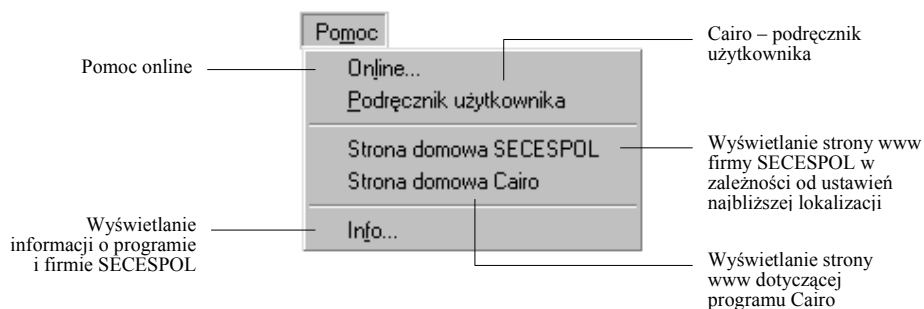 Pomoc
Online...
Podręcznik użytkownika
Strona domowa SECESPOL
Strona domowa Cairo
Info...
Pomoc online
Wyświetlanie
informacji o programie
i firmie SECESPOL
Cairo – podręcznik
użytkownika
Wyświetlanie strony www
firmy SECESPOL w
zależności od ustawień
najbliższej lokalizacji
Wyświetlanie strony
www dotyczącej
programu Cairo